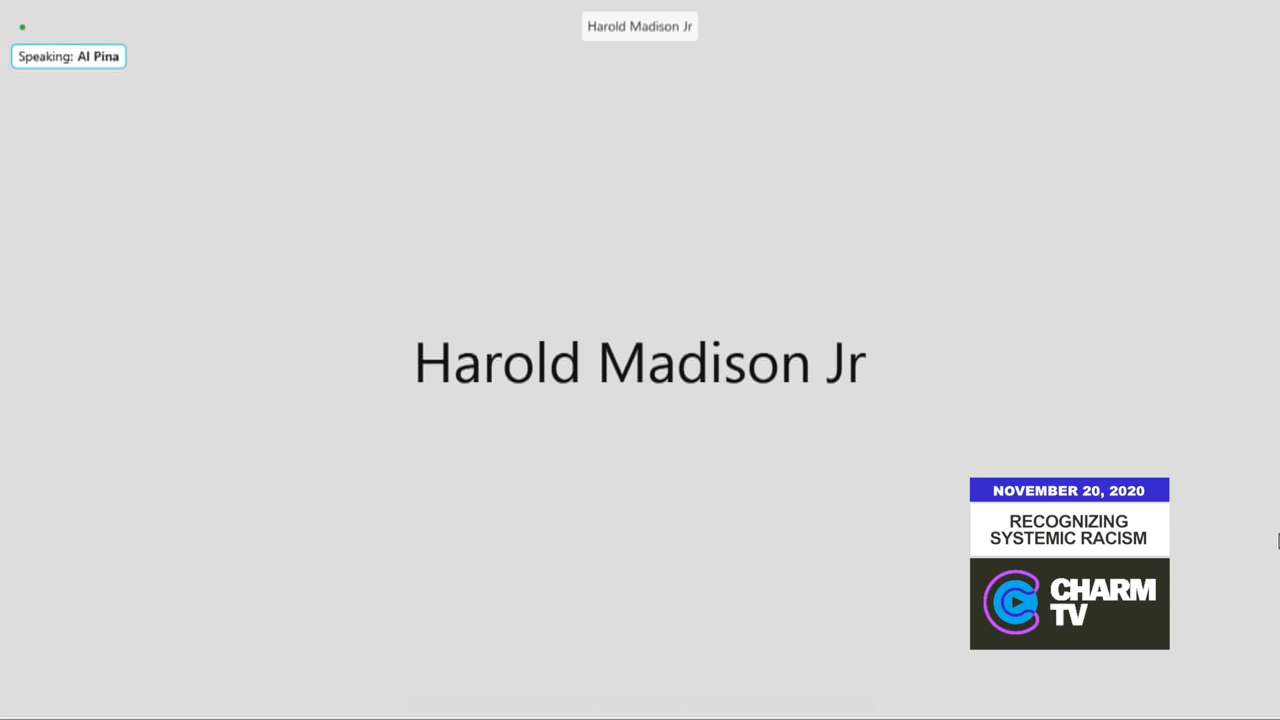 Harold Madison Jr
Speaking: Al Pina
Harold Madison Jr
NOVEMBER 20, 2020
RECOGNIZING
SYSTEMIC RACISM
CHARM
TV